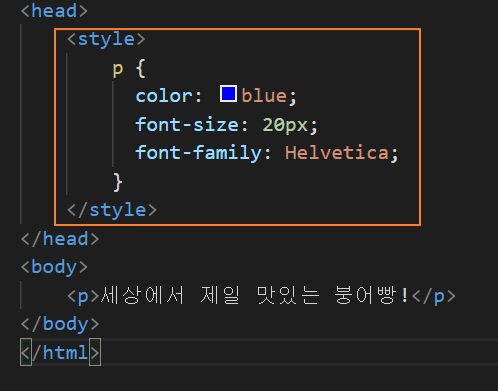 <head>
<style>
p {
color: blue;
font-size: 20px;
font-family: Helvetica;
}
</style>
</head>
<body>
<p>세상에서 제일 맛있는 붕어빵!</p>
</body>
</html>